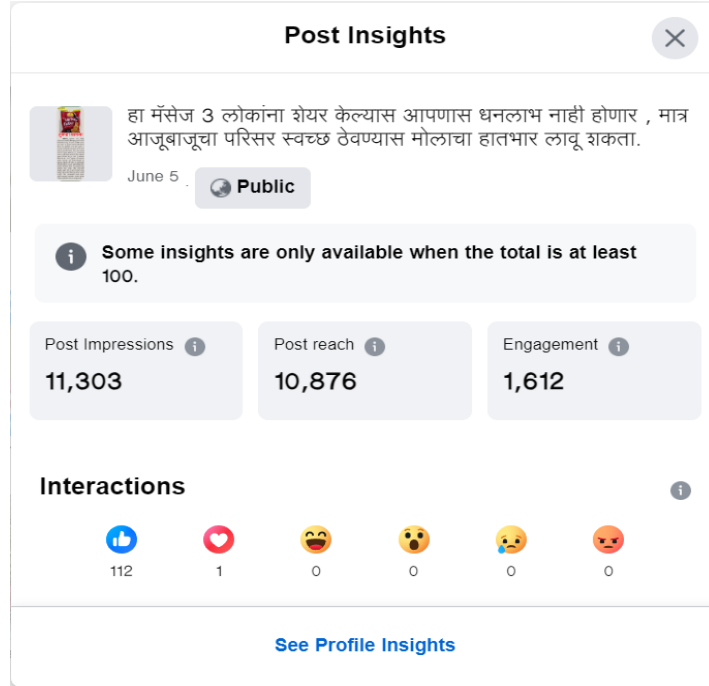 Post Insights
हा मॅसेज 3 लोकांना शेयर केल्यास आपणास धनलाभ नाही होणार , मात्र
आजूबाजूचा परिसर स्वच्छ ठेवण्यास मोलाचा हातभार लावू शकता.
June 5 . Public
Some insights are only available when the total is at least
100.
Post Impressions Post reach Engagement
11,303 10,876 1,612
Interactions
112 1 0 0 0 0
See Profile Insights